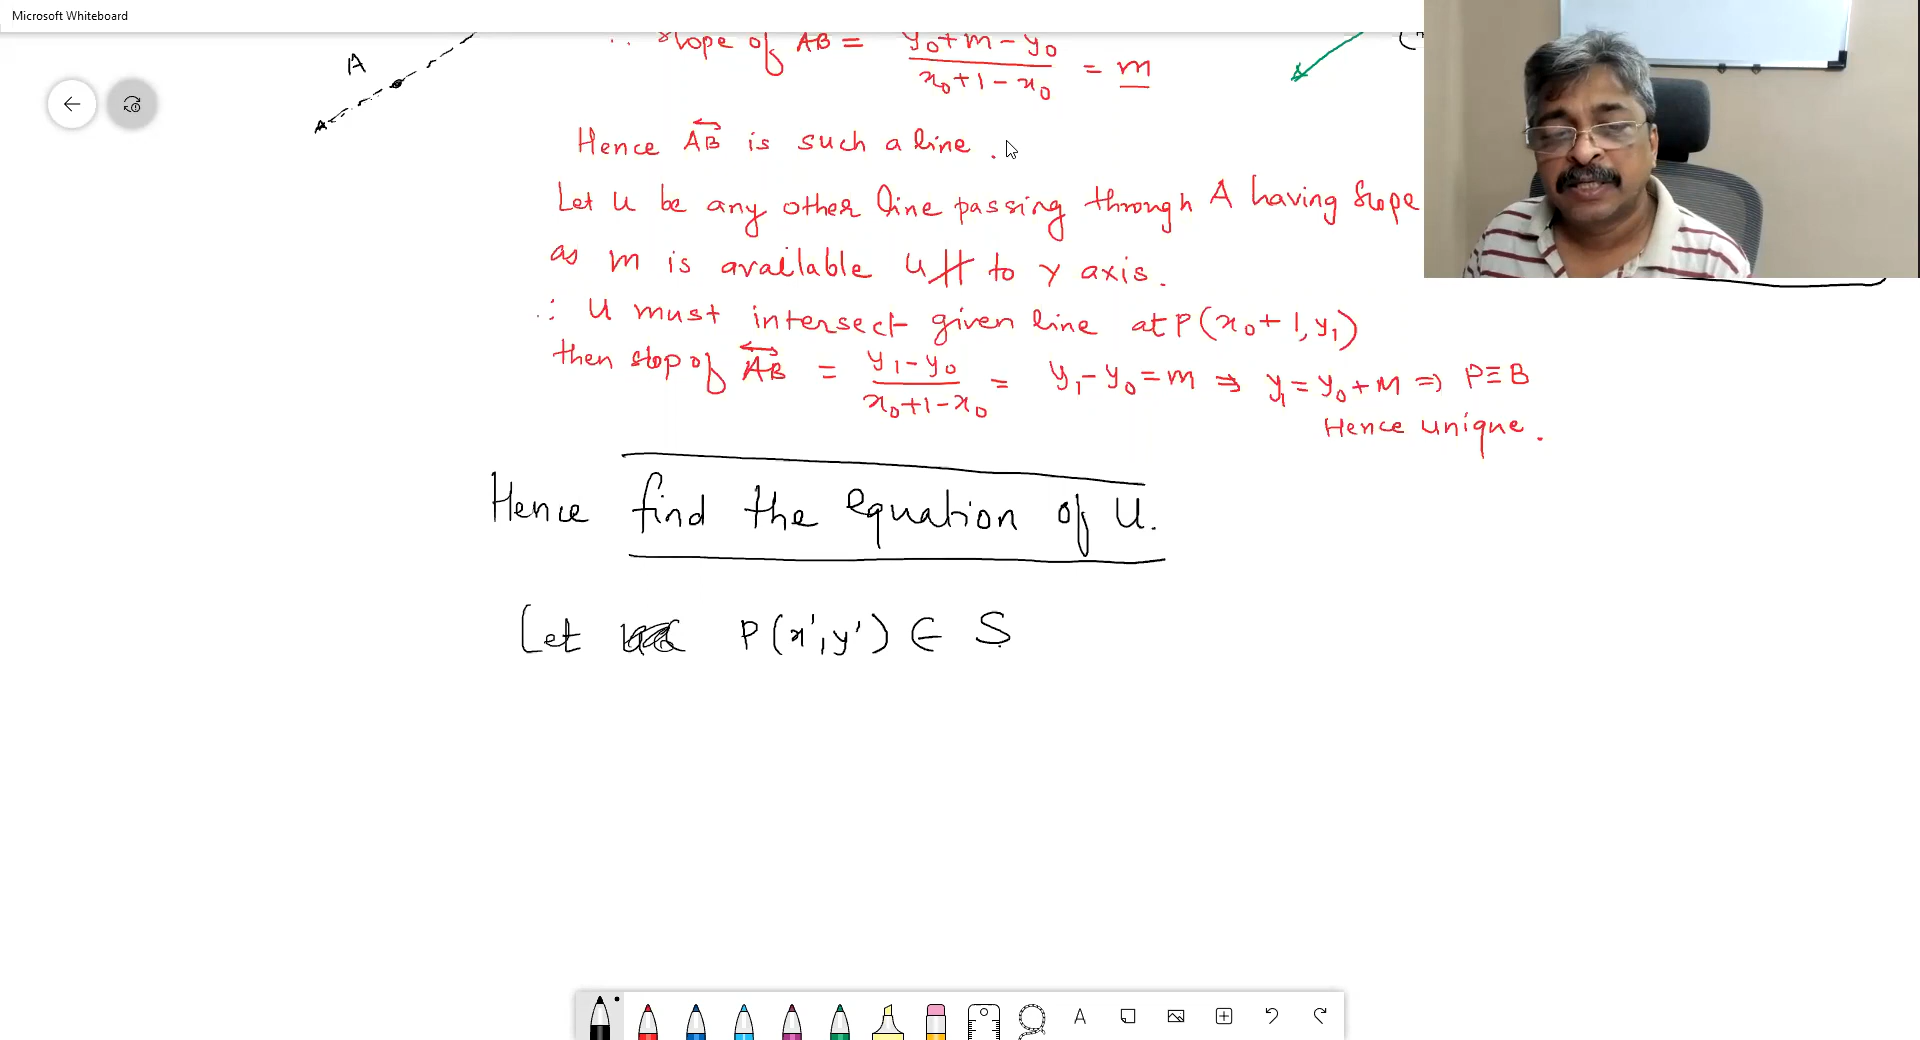 Microsoft Whiteboard
A
∴ slope of AB = (y₀+m−y₀)/(x₀+1−x₀) = m
Hence AB is such a line.
Let U be any other line passing through A having slope
as m is available U ∦ to Y axis.
∴ U must intersect given line at P(x₀+1, y₁)
then slop of AB = (y₁−y₀)/(x₀+1−x₀) = y₁−y₀ = m ⇒ y₁ = y₀+m ⇒ P≡B
Hence unique.
Hence find the equation of U.
Let P(x', y') ∈ S
A